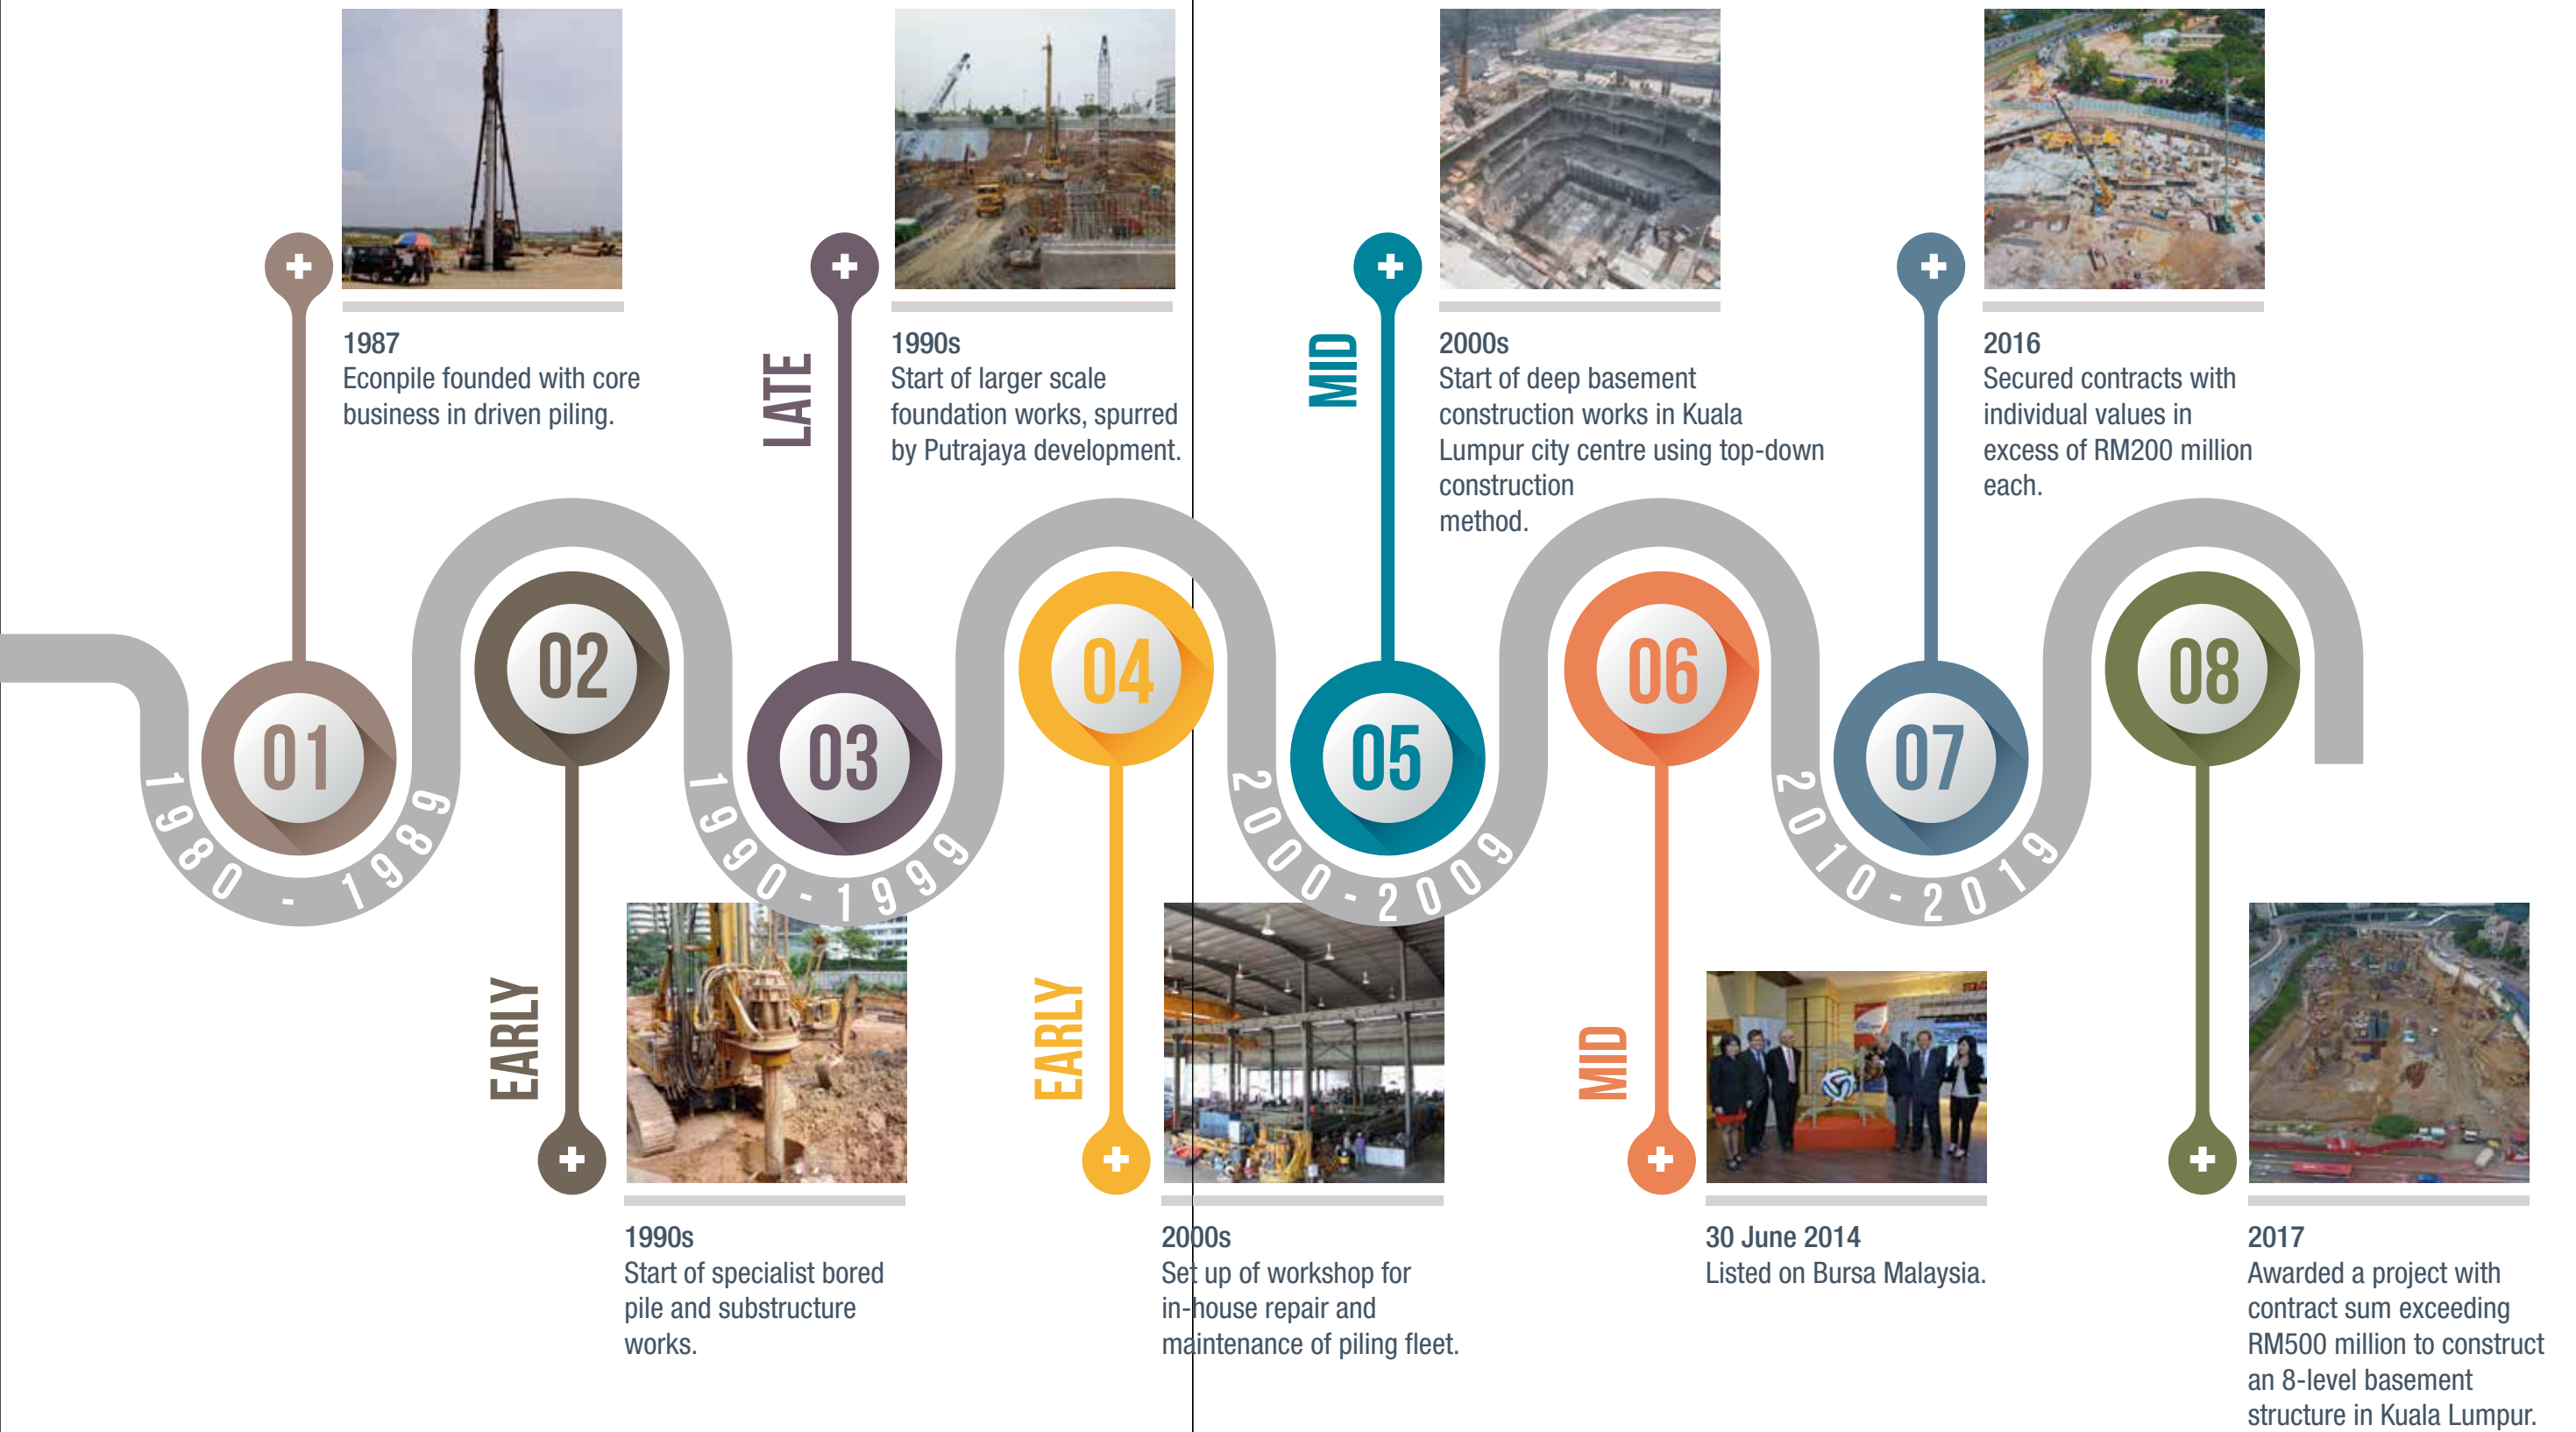 1987
Econpile founded with core
business in driven piling.
LATE
1990s
Start of larger scale
foundation works, spurred
by Putrajaya development.
MID
2000s
Start of deep basement
construction works in Kuala
Lumpur city centre using top-down
construction
method.
2016
Secured contracts with
individual values in
excess of RM200 million
each.
01
02
03
04
05
06
07
08
1980 - 1989
1990-1999
2000-2009
2010-2019
EARLY
1990s
Start of specialist bored
pile and substructure
works.
EARLY
2000s
Set up of workshop for
in-house repair and
maintenance of piling fleet.
MID
30 June 2014
Listed on Bursa Malaysia.
2017
Awarded a project with
contract sum exceeding
RM500 million to construct
an 8-level basement
structure in Kuala Lumpur.